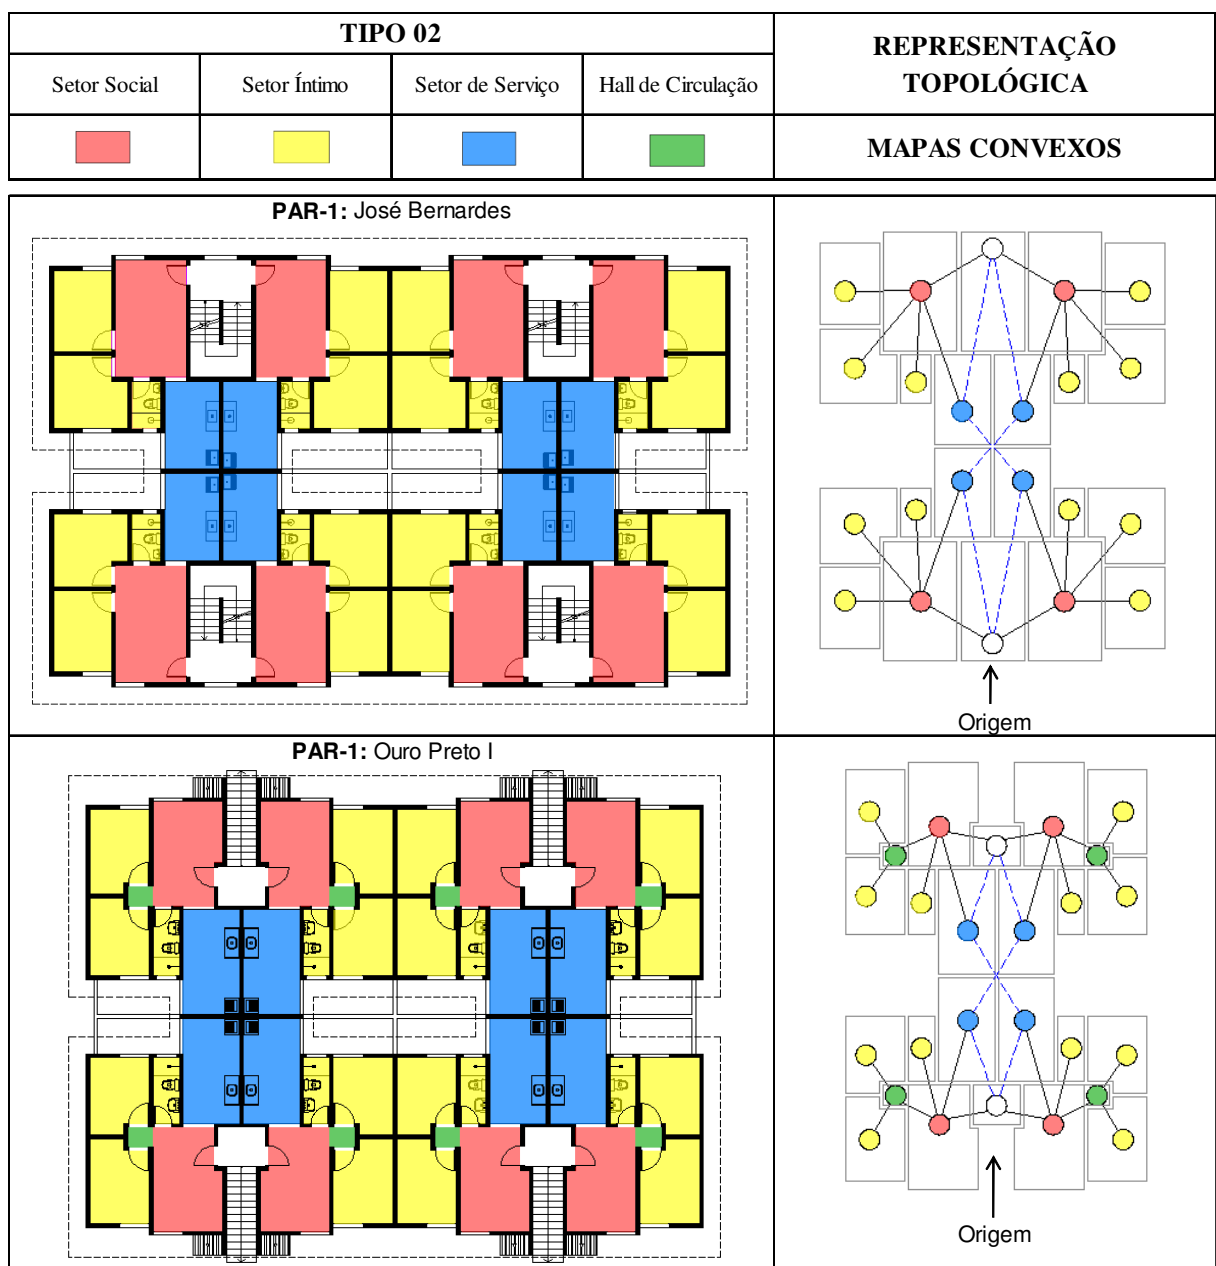 TIPO 02
REPRESENTAÇÃO
TOPOLÓGICA
Setor Social
Setor Íntimo
Setor de Serviço
Hall de Circulação
MAPAS CONVEXOS
PAR-1: José Bernardes
Origem
PAR-1: Ouro Preto I
Origem